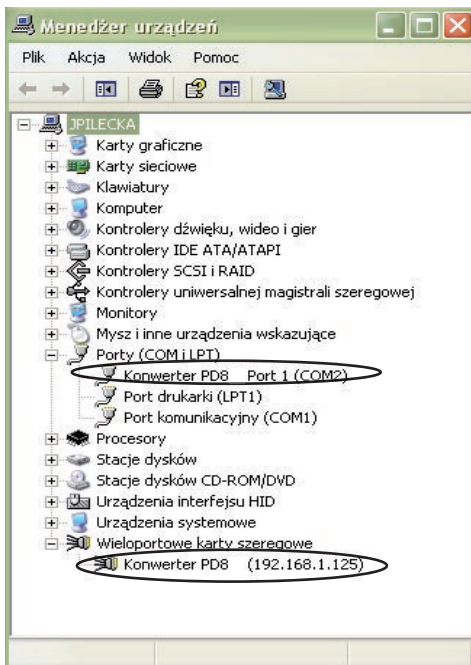 Menedżer urządzeń
Plik Akcja Widok Pomoc
JPILECKA
Karty graficzne
Karty sieciowe
Klawiatury
Komputer
Kontrolery dźwięku, wideo i gier
Kontrolery IDE ATA/ATAPI
Kontrolery SCSI i RAID
Kontrolery uniwersalnej magistrali szeregowej
Monitory
Mysz i inne urządzenia wskazujące
Porty (COM i LPT)
Konwerter PD8 Port 1 (COM2)
Port drukarki (LPT1)
Port komunikacyjny (COM1)
Procesory
Stacje dysków
Stacje dysków CD-ROM/DVD
Urządzenia interfejsu HID
Urządzenia systemowe
Wieloportowe karty szeregowe
Konwerter PD8 (192.168.1.125)